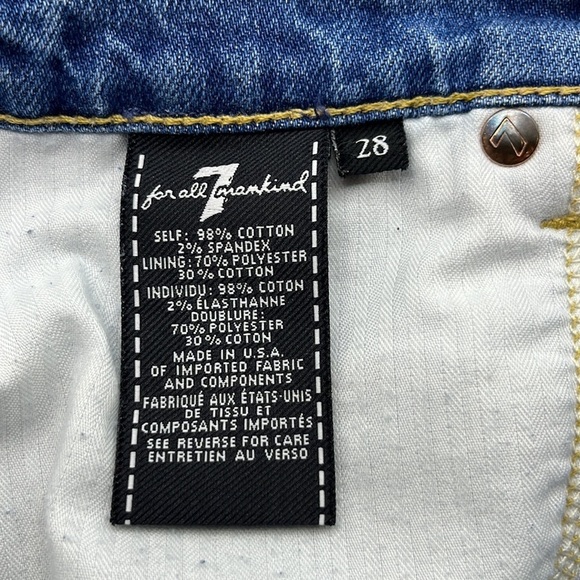 28
for all 7 mankind
SELF: 98% COTTON
2% SPANDEX
LINING: 70% POLYESTER
30% COTTON
INDIVIDU: 98% COTON
2% ÉLASTHANNE
DOUBLURE:
70% POLYESTER
30% COTON
MADE IN U.S.A.
OF IMPORTED FABRIC
AND COMPONENTS
FABRIQUÉ AUX ÉTATS-UNIS
DE TISSU ET
COMPOSANTS IMPORTÉS
SEE REVERSE FOR CARE
ENTRETIEN AU VERSO